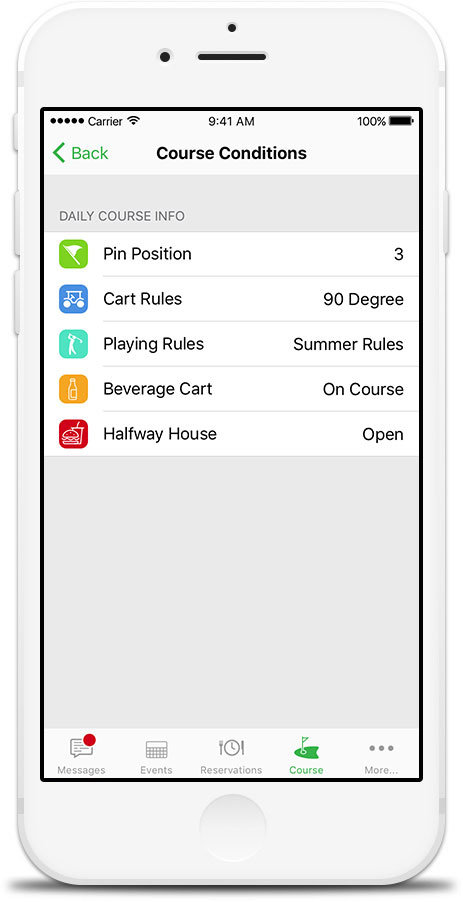 Carrier 9:41 AM 100%
Back Course Conditions
DAILY COURSE INFO
Pin Position 3
Cart Rules 90 Degree
Playing Rules Summer Rules
Beverage Cart On Course
Halfway House Open
Messages Events Reservations Course More...